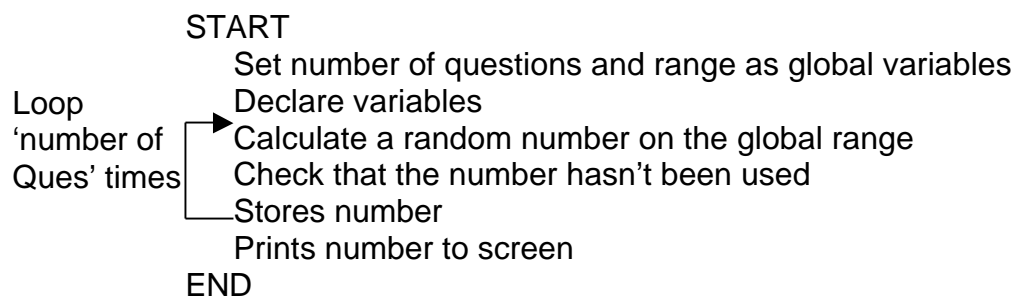 START
Set number of questions and range as global variables
Declare variables
Loop
‘number of
Ques’ times
Calculate a random number on the global range
Check that the number hasn’t been used
Stores number
Prints number to screen
END